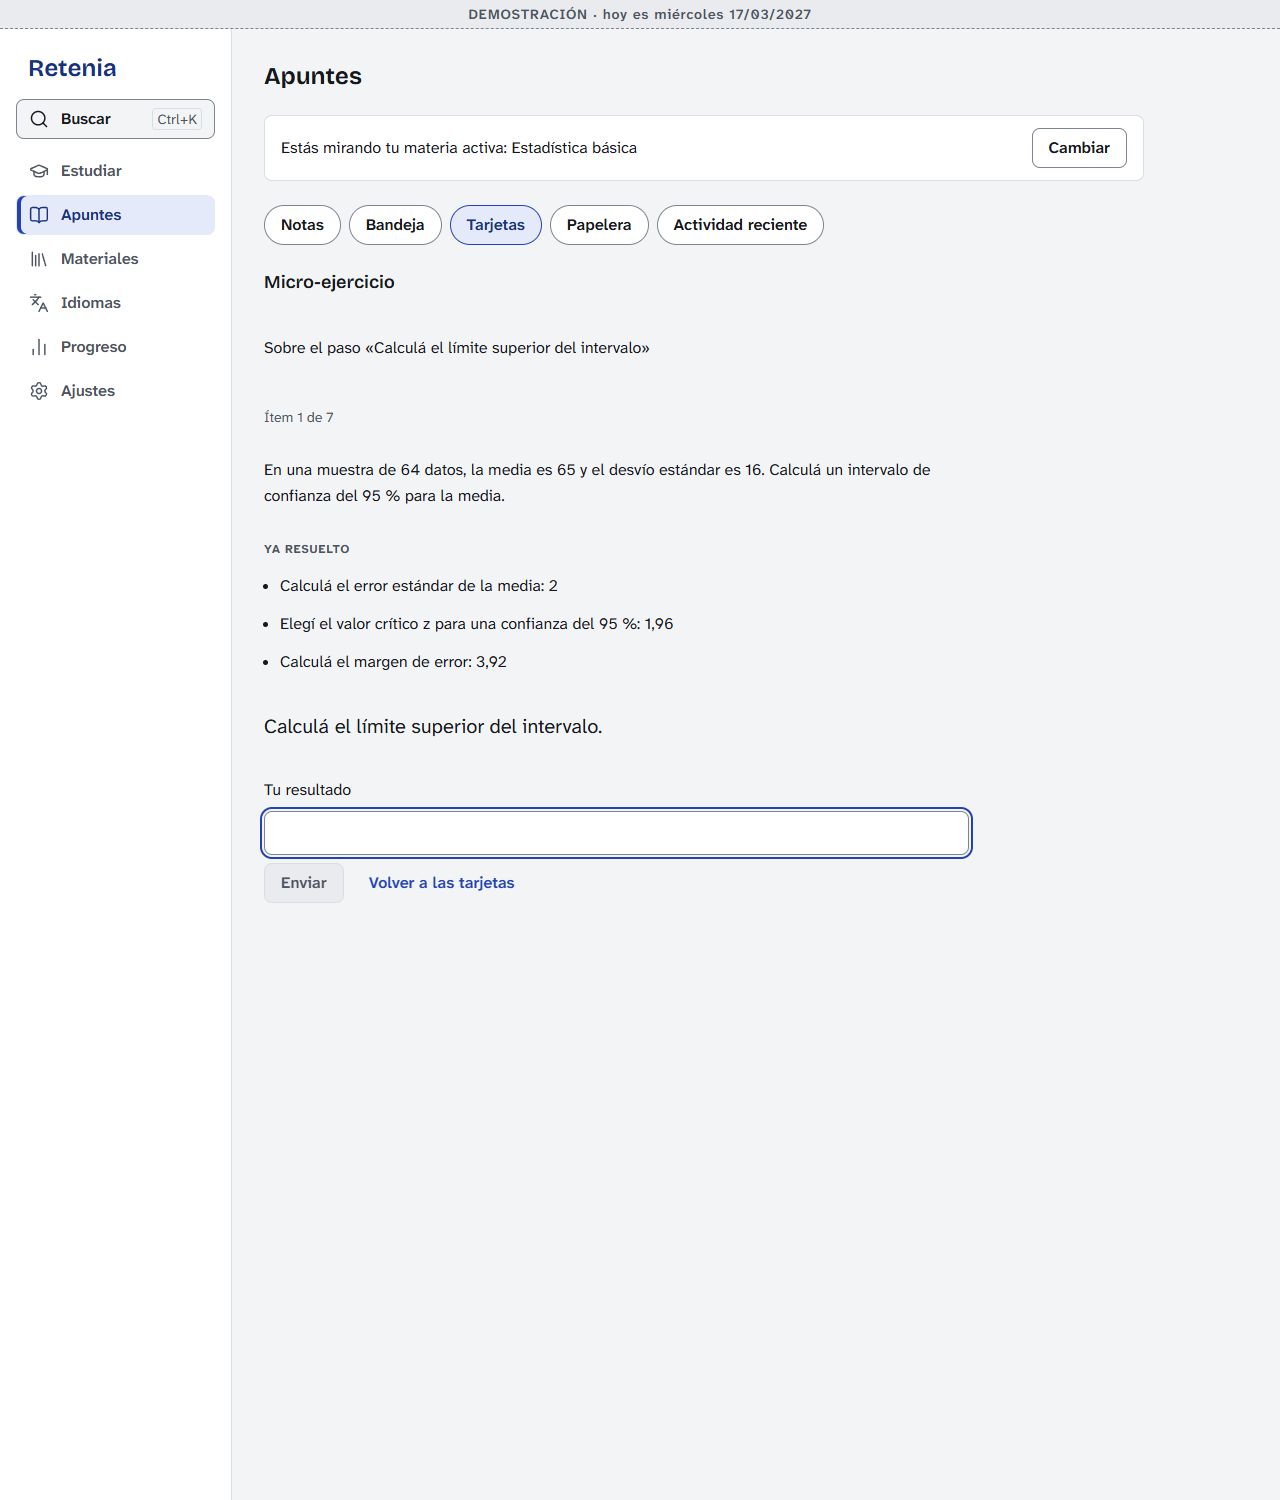 DEMOSTRACIÓN · hoy es miércoles 17/03/2027
Retenia
Buscar Ctrl+K
Estudiar
Apuntes
Materiales
Idiomas
Progreso
Ajustes
Apuntes
Estás mirando tu materia activa: Estadística básica
Cambiar
Notas Bandeja Tarjetas Papelera Actividad reciente
Micro-ejercicio
Sobre el paso «Calculá el límite superior del intervalo»
Ítem 1 de 7
En una muestra de 64 datos, la media es 65 y el desvío estándar es 16. Calculá un intervalo de
confianza del 95 % para la media.
YA RESUELTO
• Calculá el error estándar de la media: 2
• Elegí el valor crítico z para una confianza del 95 %: 1,96
• Calculá el margen de error: 3,92
Calculá el límite superior del intervalo.
Tu resultado
Enviar Volver a las tarjetas